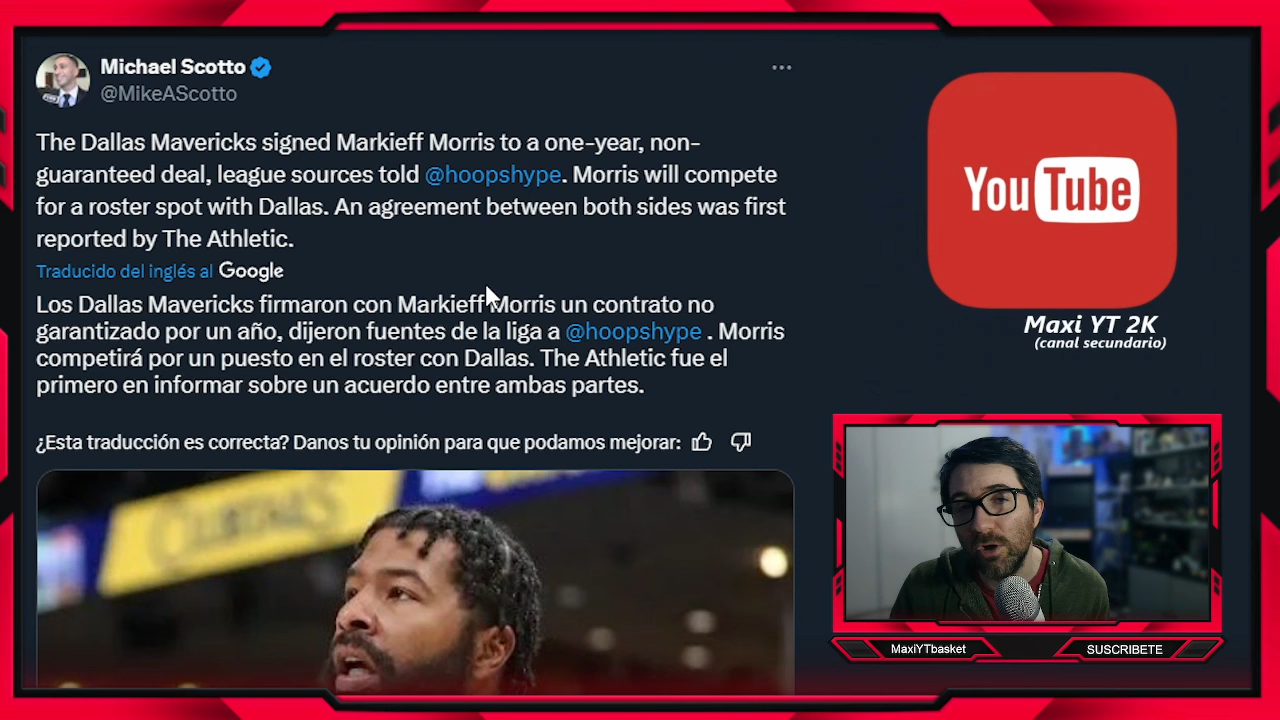 Michael Scotto
@MikeAScotto
The Dallas Mavericks signed Markieff Morris to a one-year, non-
guaranteed deal, league sources told @hoopshype. Morris will compete
for a roster spot with Dallas. An agreement between both sides was first
reported by The Athletic.
Traducido del inglés al Google
Los Dallas Mavericks firmaron con Markieff Morris un contrato no
garantizado por un año, dijeron fuentes de la liga a @hoopshype . Morris
competirá por un puesto en el roster con Dallas. The Athletic fue el
primero en informar sobre un acuerdo entre ambas partes.
¿Esta traducción es correcta? Danos tu opinión para que podamos mejorar:
YouTube
Maxi YT 2K
(canal secundario)
MaxiYTbasket
SUSCRIBETE